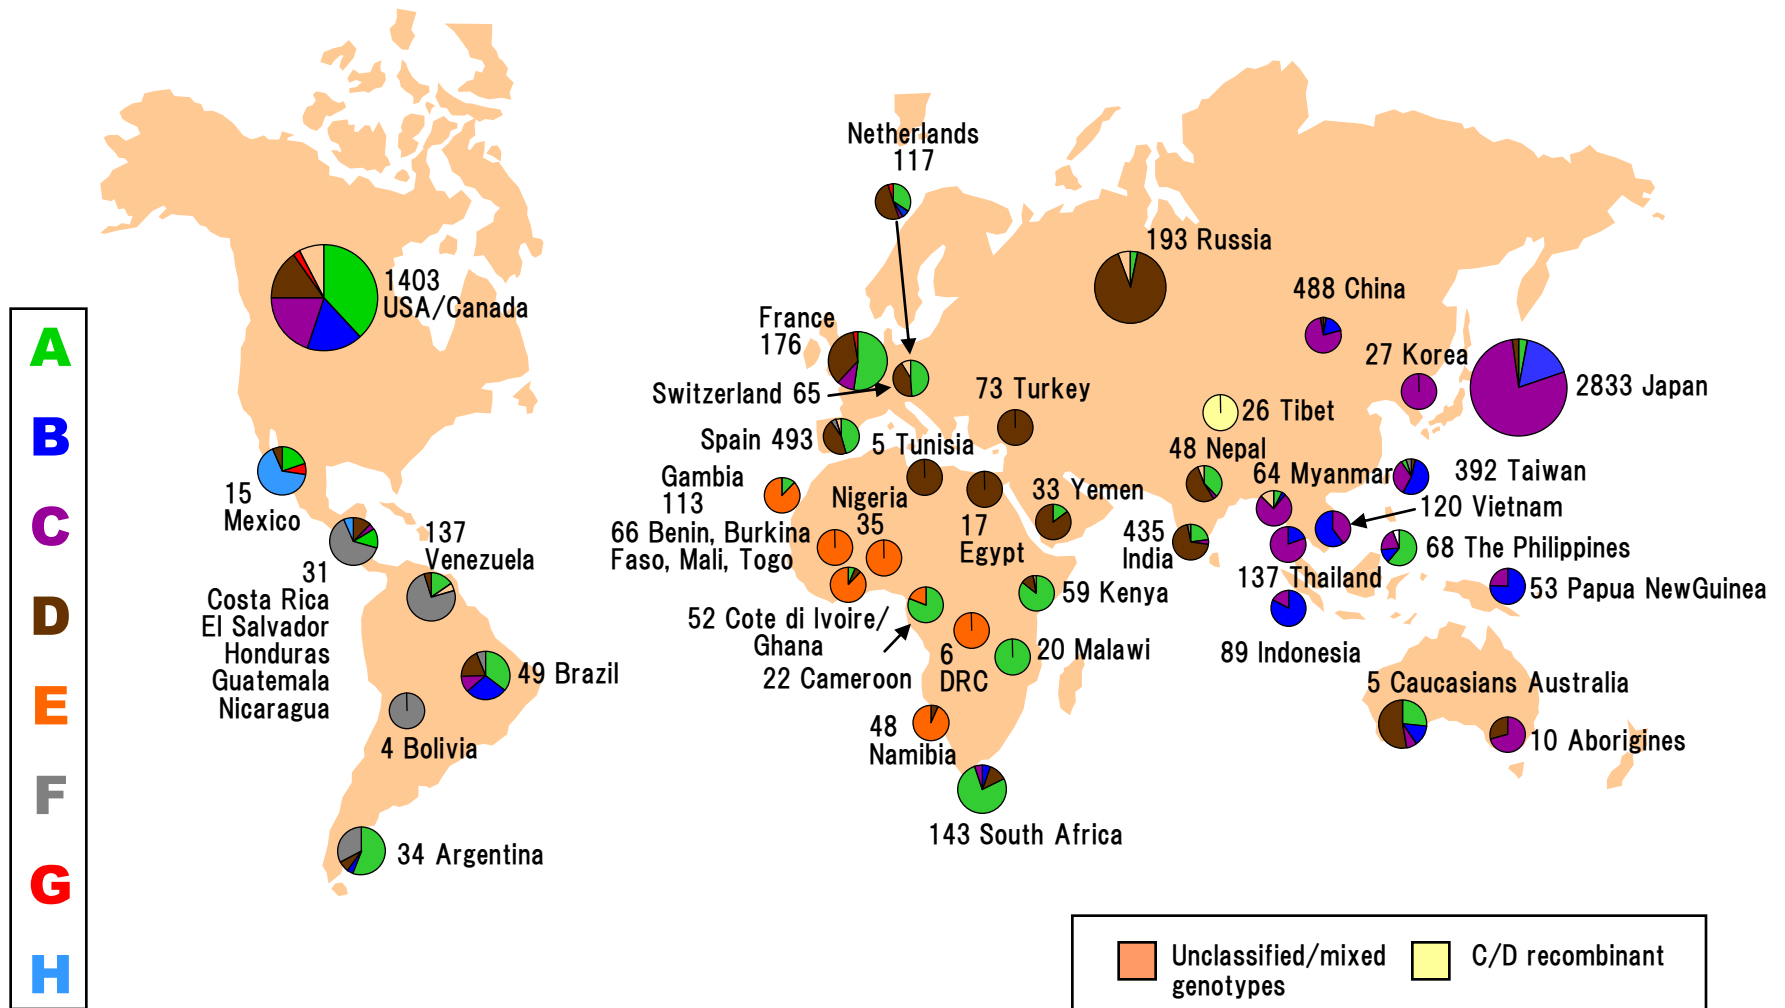 Netherlands
117
193 Russia
1403
USA/Canada
488 China
France
176
27 Korea
2833 Japan
A
Switzerland 65
73 Turkey
26 Tibet
Spain 493
5 Tunisia
48 Nepal
B
Gambia
113
Nigeria
35
33 Yemen
64 Myanmar
392 Taiwan
15
Mexico
120 Vietnam
C
137
Venezuela
66 Benin, Burkina
Faso, Mali, Togo
17
Egypt
435
India
68 The Philippines
31
Costa Rica
El Salvador
Honduras
Guatemala
Nicaragua
137 Thailand
53 Papua NewGuinea
59 Kenya
D
52 Cote di Ivoire/
Ghana
6
DRC
20 Malawi
89 Indonesia
22 Cameroon
49 Brazil
5 Caucasians Australia
E
4 Bolivia
48
Namibia
10 Aborigines
F
143 South Africa
34 Argentina
G
H
Unclassified/mixed
genotypes
C/D recombinant